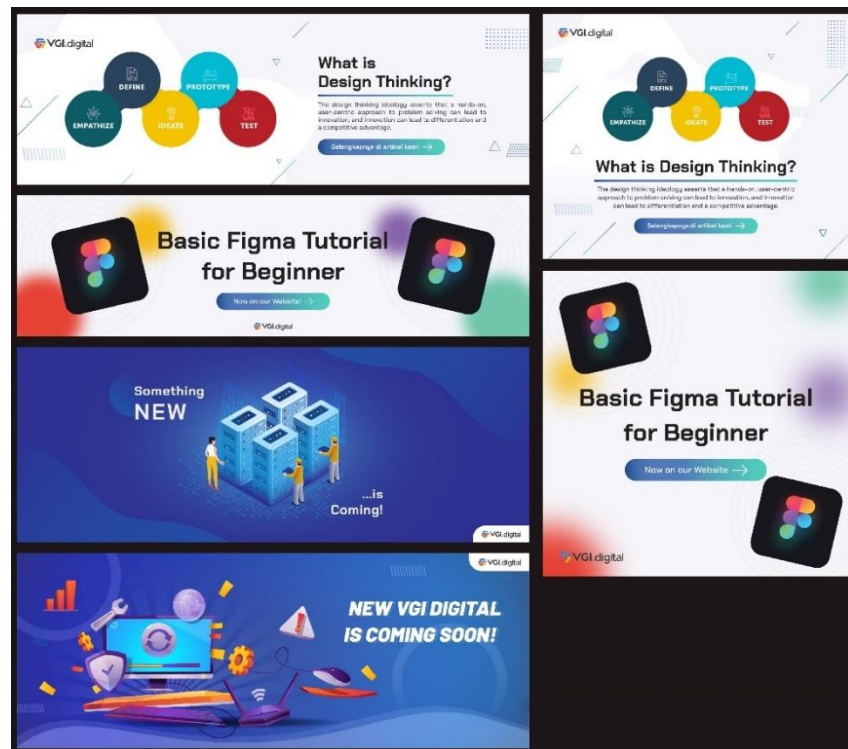 VGI.digital
DEFINE
PROTOTYPE
EMPATHIZE
IDEATE
TEST
What is
Design Thinking?
The design thinking ideology asserts that a hands-on,
user-centric approach to problem solving can lead to
innovation, and innovation can lead to differentiation and
a competitive advantage.
Selengkapnya di artikel kami
Basic Figma Tutorial
for Beginner
Now on our Website!
VGI.digital
Something
NEW
...is
Coming!
VGI.digital
VGI.digital
NEW VGI DIGITAL
IS COMING SOON!
VGI.digital
DEFINE
PROTOTYPE
EMPATHIZE
IDEATE
TEST
What is Design Thinking?
The design thinking ideology asserts that a hands-on, user-centric
approach to problem solving can lead to innovation, and innovation
can lead to differentiation and a competitive advantage.
Selengkapnya di artikel kami
Basic Figma Tutorial
for Beginner
Now on our Website
VGI.digital